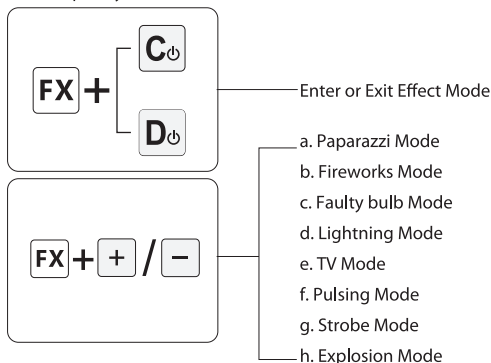 C
FX +
D
Enter or Exit Effect Mode
a. Paparazzi Mode
b. Fireworks Mode
c. Faulty bulb Mode
d. Lightning Mode
FX + + / −
e. TV Mode
f. Pulsing Mode
g. Strobe Mode
h. Explosion Mode